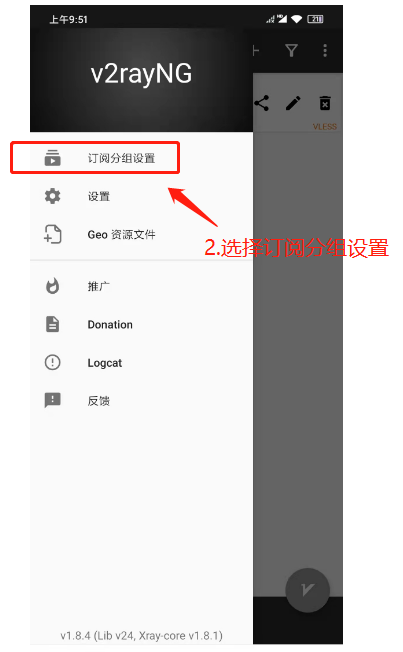 上午9:51
v2rayNG
VLESS
订阅分组设置
设置
Geo 资源文件
2.选择订阅分组设置
推广
Donation
Logcat
反馈
v1.8.4 (Lib v24, Xray-core v1.8.1)